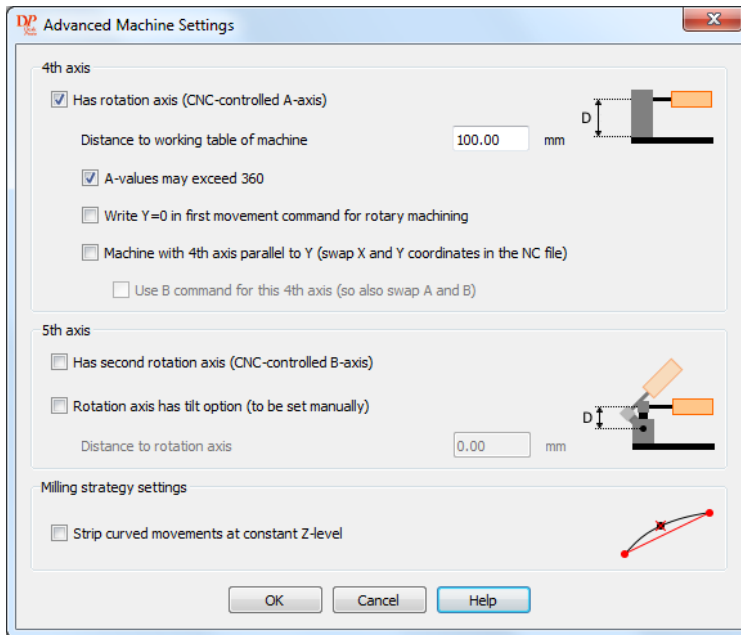 DP
Advanced Machine Settings
4th axis
Has rotation axis (CNC-controlled A-axis)
D
Distance to working table of machine 100.00 mm
A-values may exceed 360
Write Y=0 in first movement command for rotary machining
Machine with 4th axis parallel to Y (swap X and Y coordinates in the NC file)
Use B command for this 4th axis (so also swap A and B)
5th axis
Has second rotation axis (CNC-controlled B-axis)
Rotation axis has tilt option (to be set manually)
D
Distance to rotation axis 0.00 mm
Milling strategy settings
Strip curved movements at constant Z-level
OK Cancel Help